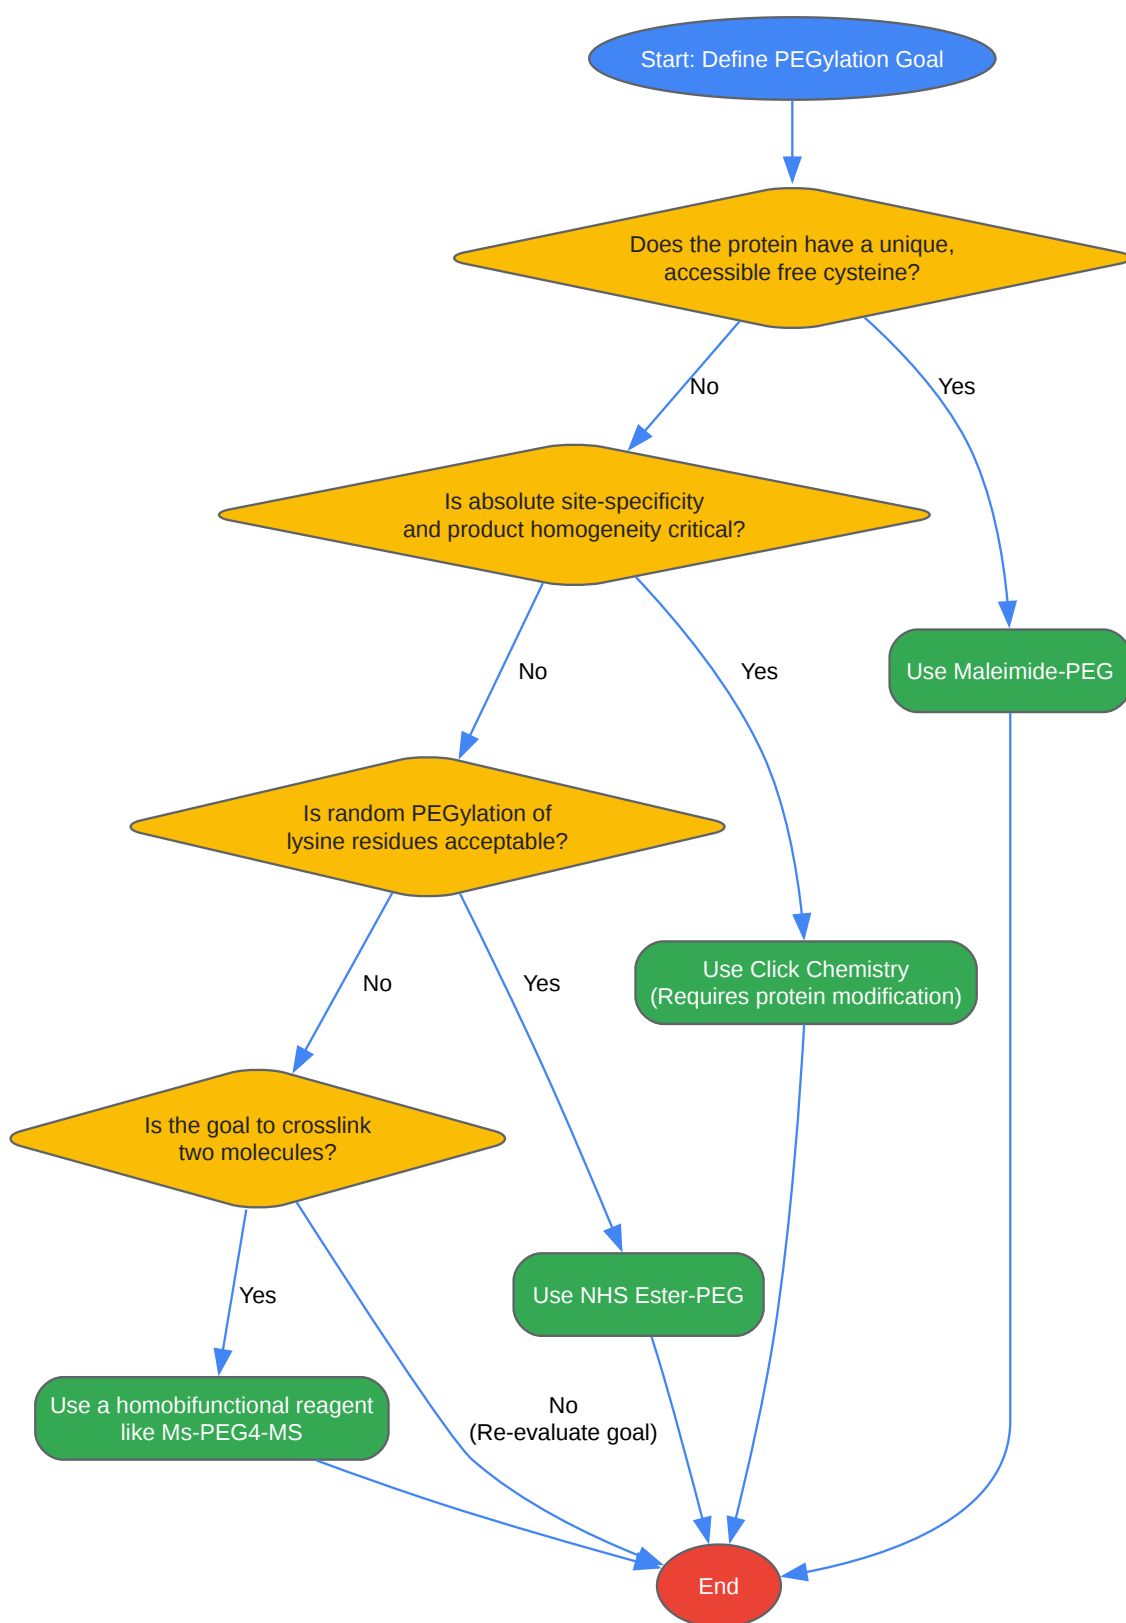 Start: Define PEGylation Goal
Does the protein have a unique,
accessible free cysteine?
No
Yes
Is absolute site-specificity
and product homogeneity critical?
No
Yes
Use Maleimide-PEG
Is random PEGylation of
lysine residues acceptable?
No
Yes
Use Click Chemistry
(Requires protein modification)
Is the goal to crosslink
two molecules?
Yes
Use NHS Ester-PEG
Use a homobifunctional reagent
like Ms-PEG4-MS
No
(Re-evaluate goal)
End